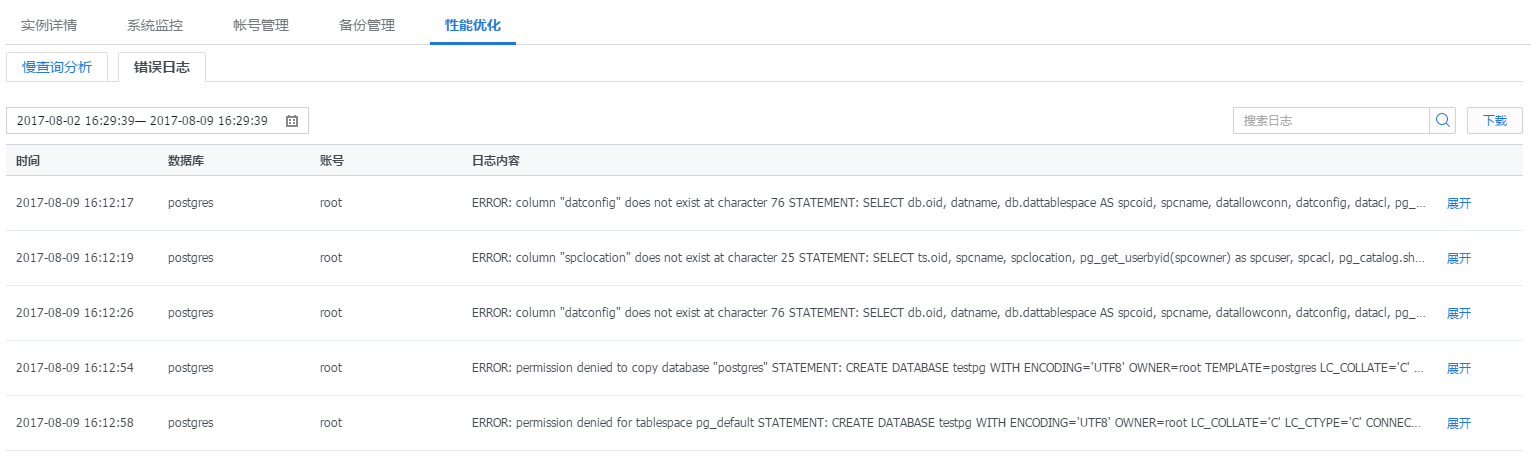 实例详情 系统监控 帐号管理 备份管理 性能优化
慢查询分析 错误日志
2017-08-02 16:29:39— 2017-08-09 16:29:39 搜索日志 下载
时间 数据库 账号 日志内容
2017-08-09 16:12:17 postgres root ERROR: column "datconfig" does not exist at character 76 STATEMENT: SELECT db.oid, datname, db.dattablespace AS spcoid, spcname, datallowconn, datconfig, datacl, pg_... 展开
2017-08-09 16:12:19 postgres root ERROR: column "spclocation" does not exist at character 25 STATEMENT: SELECT ts.oid, spcname, spclocation, pg_get_userbyid(spcowner) as spcuser, spcacl, pg_catalog.sh... 展开
2017-08-09 16:12:26 postgres root ERROR: column "datconfig" does not exist at character 76 STATEMENT: SELECT db.oid, datname, db.dattablespace AS spcoid, spcname, datallowconn, datconfig, datacl, pg_... 展开
2017-08-09 16:12:54 postgres root ERROR: permission denied to copy database "postgres" STATEMENT: CREATE DATABASE testpg WITH ENCODING='UTF8' OWNER=root TEMPLATE=postgres LC_COLLATE='C' ... 展开
2017-08-09 16:12:58 postgres root ERROR: permission denied for tablespace pg_default STATEMENT: CREATE DATABASE testpg WITH ENCODING='UTF8' OWNER=root LC_COLLATE='C' LC_CTYPE='C' CONNEC... 展开